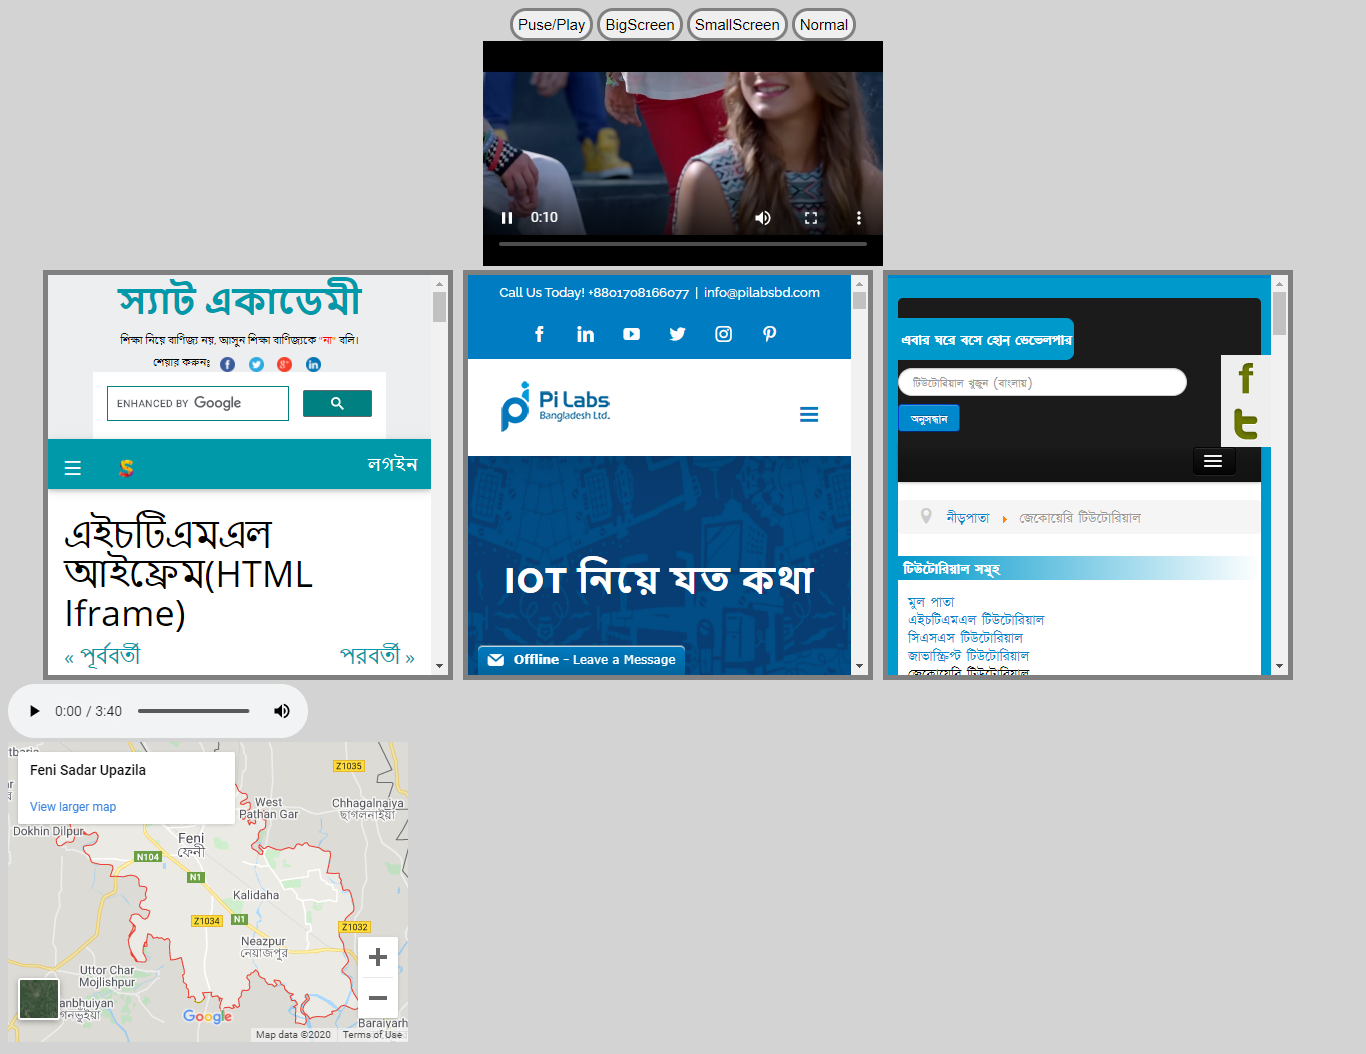 Puse/Play BigScreen SmallScreen Normal
0:10
স্যাট একাডেমী
শিক্ষা নিয়ে বাণিজ্য নয়, আসুন শিক্ষা বাণিজ্যকে "না" বলি।
শেয়ার করুনঃ
ENHANCED BY Google
লগইন
এইচটিএমএল
আইফ্রেম(HTML
Iframe)
« পূর্ববর্তী পরবর্তী »
Call Us Today! +8801708166077 | info@pilabsbd.com
Pi Labs
Bangladesh Ltd.
IOT নিয়ে যত কথা
Offline - Leave a Message
এবার ঘরে বসে হোন ডেভেলপার
টিউটোরিয়াল খুজুন (বাংলায়)
অনুসন্ধান
নীড়পাতা জেকোয়েরি টিউটোরিয়াল
টিউটোরিয়াল সমূহ
মুল পাতা
এইচটিএমএল টিউটোরিয়াল
সিএসএস টিউটোরিয়াল
জাভাস্ক্রিপ্ট টিউটোরিয়াল
জেকোয়েরি টিউটোরিয়াল
0:00 / 3:40
Feni Sadar Upazila
View larger map
Z1035
West
Pathan Gar
Chhagalnaiya
ছাগলনাইয়া
Dokhin Dilpur
Feni
ফেনী
N104
N1
Kalidaha
Z1034
N1
Z1032
Neazpur
নেয়াজপুর
Uttor Char
Mojlishpur
anbhuiyan
গনভূঁইয়া
Google
Baraiyarh
Map data ©2020 Terms of Use